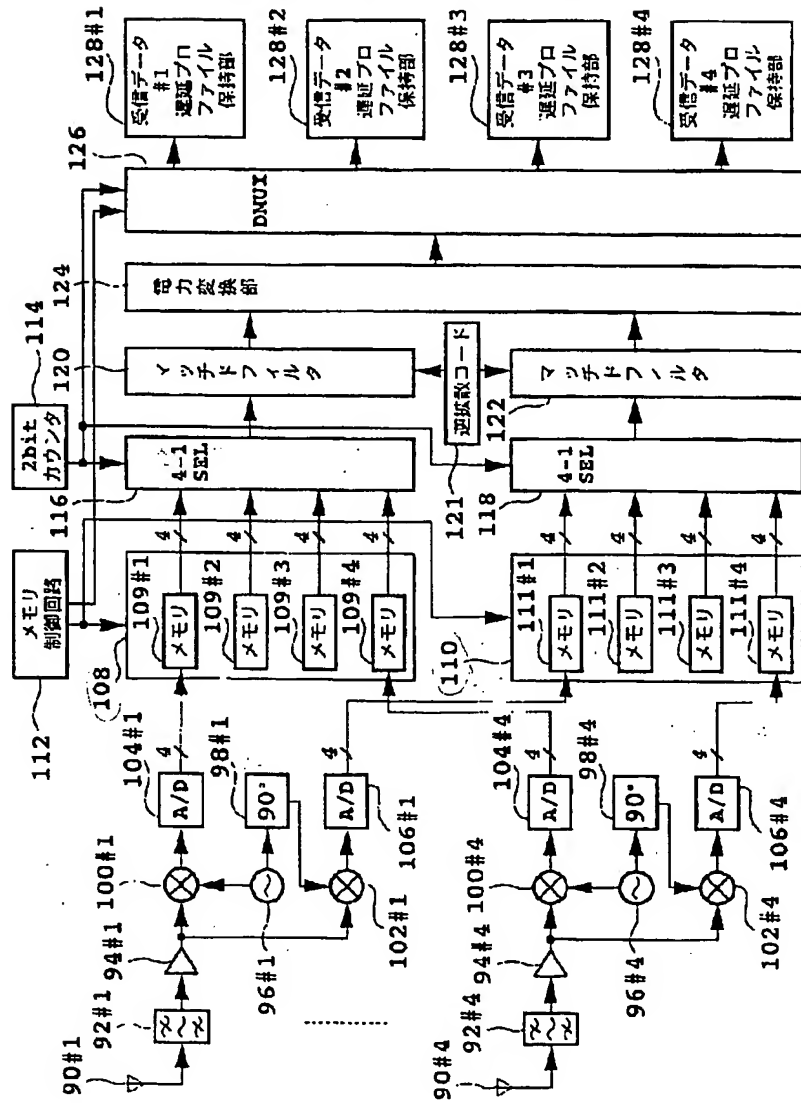 90#1
92#1
94#1
96#1
98#1
90°
100#1
102#1
A/D
104#1
4
A/D
106#1
4
90#4
92#4
94#4
96#4
98#4
90°
100#4
102#4
A/D
104#4
4
A/D
106#4
4
112
メモリ
制御回路
108
109#1
メモリ
4
109#2
メモリ
4
109#3
メモリ
4
109#4
メモリ
4
110
111#1
メモリ
4
111#2
メモリ
4
111#3
メモリ
4
111#4
メモリ
4
114
2bit
カウンタ
116
4-1
SEL
118
4-1
SEL
120
マッチドフィルタ
121
逆拡散コード
122
マッチドフィルタ
124
電力変換部
126
DMUX
128#1
受信データ
#1
遅延プロ
ファイル
保持部
128#2
受信データ
#2
遅延プロ
ファイル
保持部
128#3
受信データ
#3
遅延プロ
ファイル
保持部
128#4
受信データ
#4
遅延プロ
ファイル
保持部